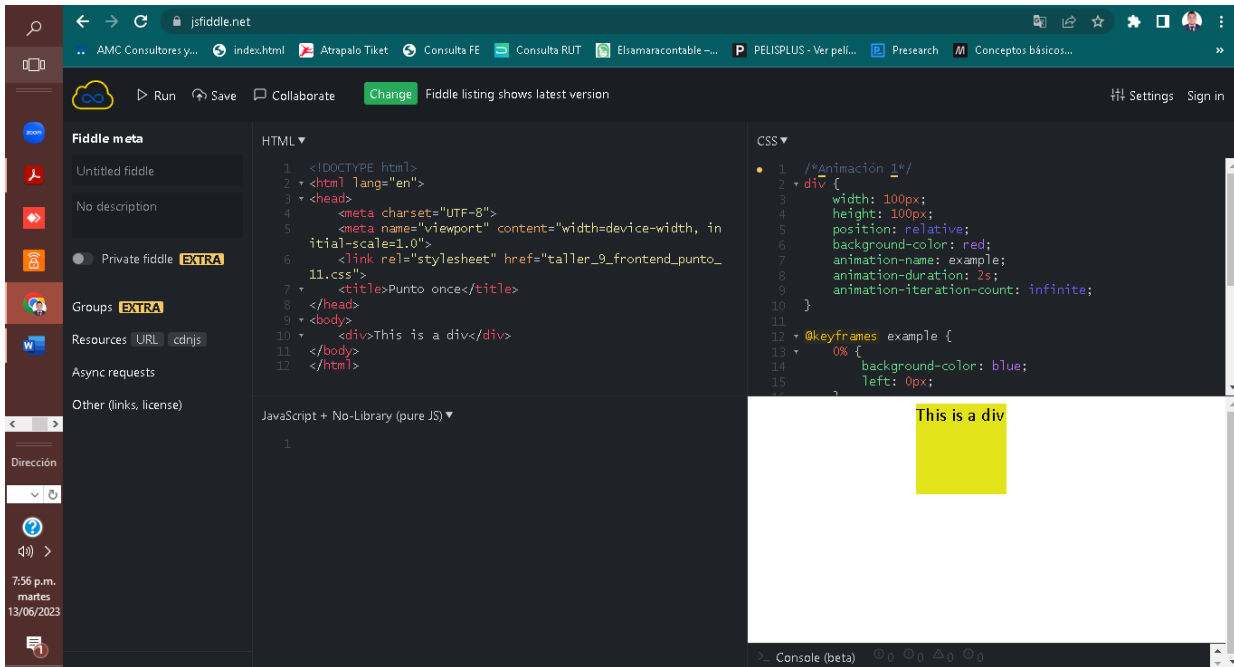 jsfiddle.net
AMC Consultores y... index.html Atrapalo Tiket Consulta FE Consulta RUT Elsamaracontable –... PELISPLUS - Ver pelí... Presearch Conceptos básicos... »
Run Save Collaborate Change Fiddle listing shows latest version Settings Sign in
zoom
Fiddle meta
Untitled fiddle
No description
Private fiddle EXTRA
Groups EXTRA
Resources URL cdnjs
Async requests
Other (links, license)
HTML ▼
1 <!DOCTYPE html>
2 <html lang="en">
3 <head>
4 <meta charset="UTF-8">
5 <meta name="viewport" content="width=device-width, in
itial-scale=1.0">
6 <link rel="stylesheet" href="taller_9_frontend_punto_
11.css">
7 <title>Punto once</title>
8 </head>
9 <body>
10 <div>This is a div</div>
11 </body>
12 </html>
CSS ▼
1 /*Animación 1*/
2 div {
3 width: 100px;
4 height: 100px;
5 position: relative;
6 background-color: red;
7 animation-name: example;
8 animation-duration: 2s;
9 animation-iteration-count: infinite;
10 }
11
12 @keyframes example {
13 0% {
14 background-color: blue;
15 left: 0px;
JavaScript + No-Library (pure JS) ▼
1
This is a div
>_ Console (beta) 0 0 0 0
Dirección
7:56 p.m.
martes
13/06/2023
1